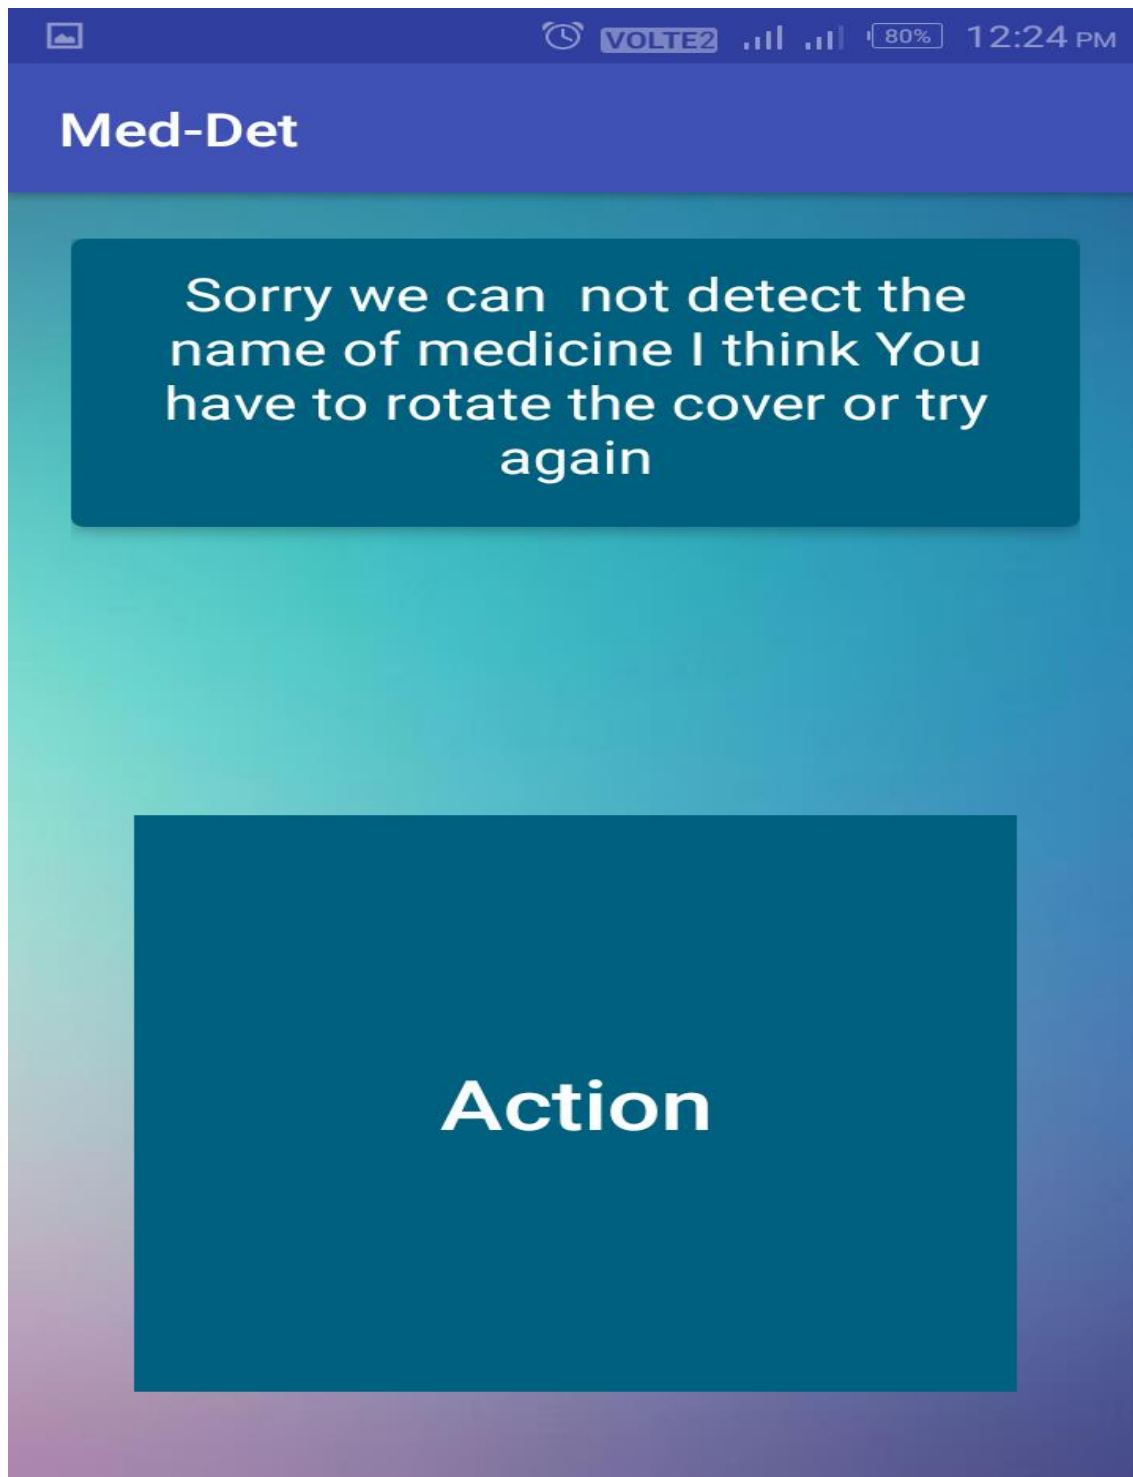 VOLTE2 80% 12:24 PM
Med-Det
Sorry we can  not detect the
name of medicine I think You
have to rotate the cover or try
again
Action